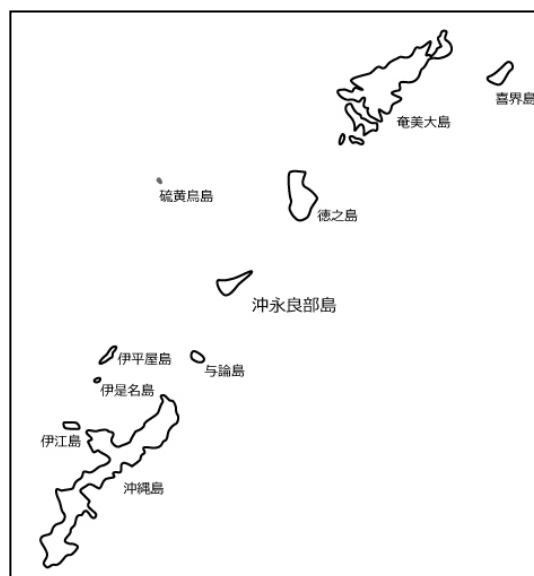 喜界島
奄美大島
硫黄鳥島
徳之島
沖永良部島
伊平屋島
与論島
伊是名島
伊江島
沖縄島